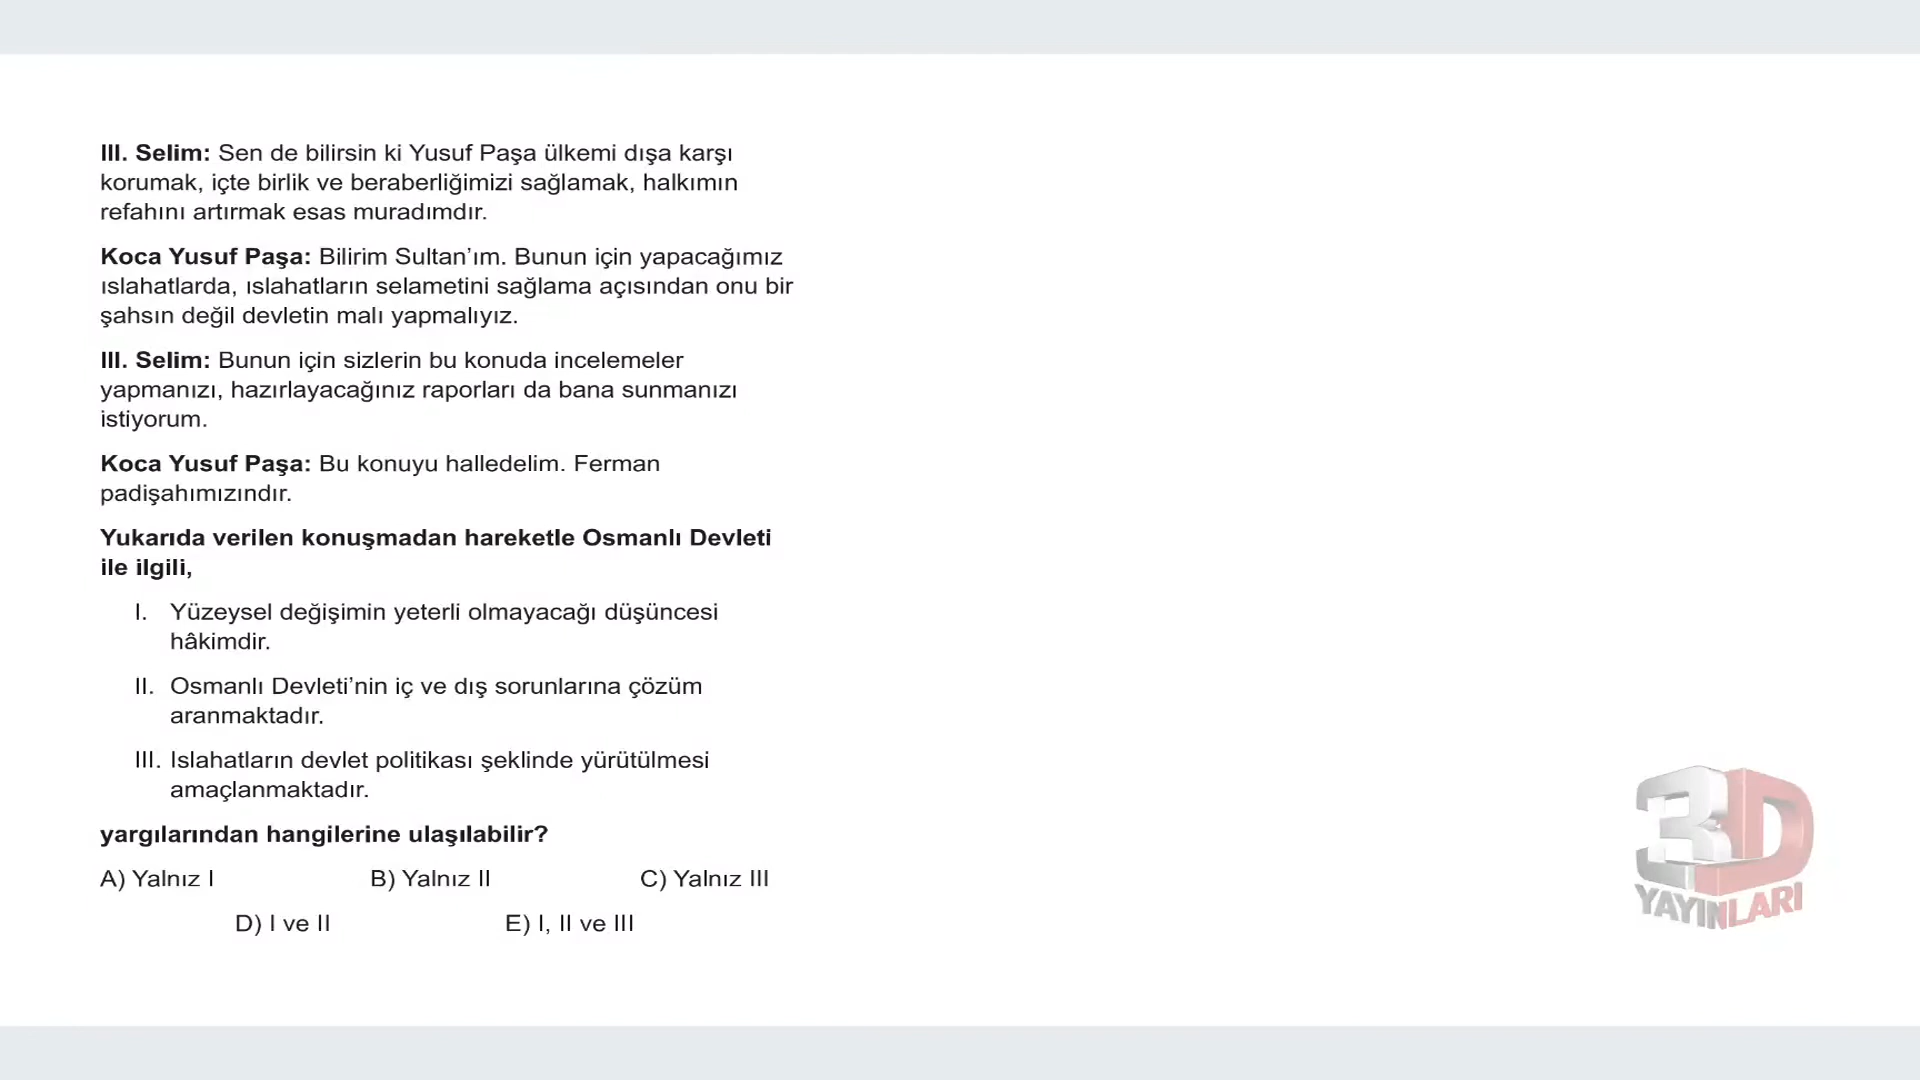 III. Selim: Sen de bilirsin ki Yusuf Paşa ülkemi dışa karşı
korumak, içte birlik ve beraberliğimizi sağlamak, halkımın
refahını artırmak esas muradımdır.
Koca Yusuf Paşa: Bilirim Sultan’ım. Bunun için yapacağımız
ıslahatlarda, ıslahatların selametini sağlama açısından onu bir
şahsın değil devletin malı yapmalıyız.
III. Selim: Bunun için sizlerin bu konuda incelemeler
yapmanızı, hazırlayacağınız raporları da bana sunmanızı
istiyorum.
Koca Yusuf Paşa: Bu konuyu halledelim. Ferman
padişahımızındır.
Yukarıda verilen konuşmadan hareketle Osmanlı Devleti
ile ilgili,
I. Yüzeysel değişimin yeterli olmayacağı düşüncesi
hâkimdir.
II. Osmanlı Devleti’nin iç ve dış sorunlarına çözüm
aranmaktadır.
III. Islahatların devlet politikası şeklinde yürütülmesi
amaçlanmaktadır.
yargılarından hangilerine ulaşılabilir?
A) Yalnız I B) Yalnız II C) Yalnız III
D) I ve II E) I, II ve III
3D
YAYINLARI